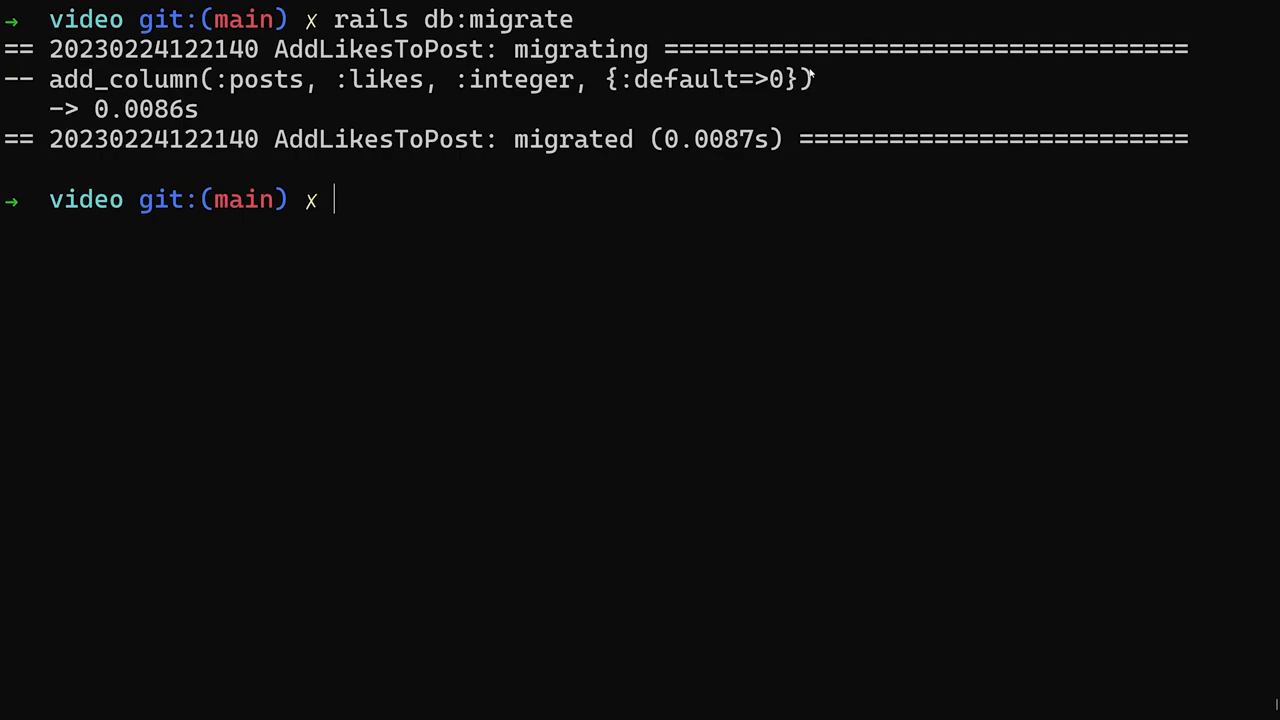 →  video git:(main) ✗ rails db:migrate
== 20230224122140 AddLikesToPost: migrating ===================================
-- add_column(:posts, :likes, :integer, {:default=>0})
   -> 0.0086s
== 20230224122140 AddLikesToPost: migrated (0.0087s) ==========================
→  video git:(main) ✗